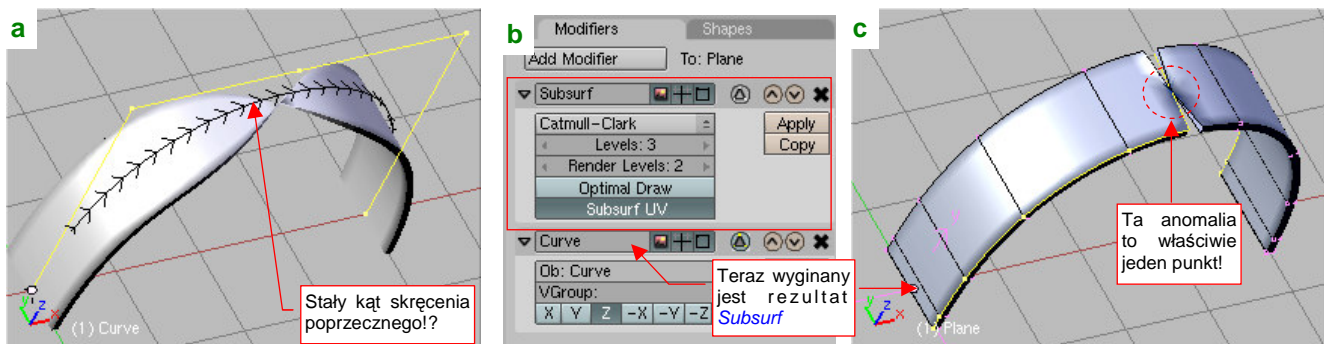 a
Stały kąt skręcenia
poprzecznego!?
y
z
x
(1) Curve
b
Modifiers
Shapes
Add Modifier
To: Plane
Subsurf
Catmull-Clark
Apply
Levels: 3
Copy
Render Levels: 2
Optimal Draw
Subsurf UV
Curve
Ob: Curve
VGroup:
X Y Z -X -Y -Z
Teraz wyginany
jest rezultat
Subsurf
c
Ta anomalia
to właściwie
jeden punkt!
y
z
x
(1) Plane